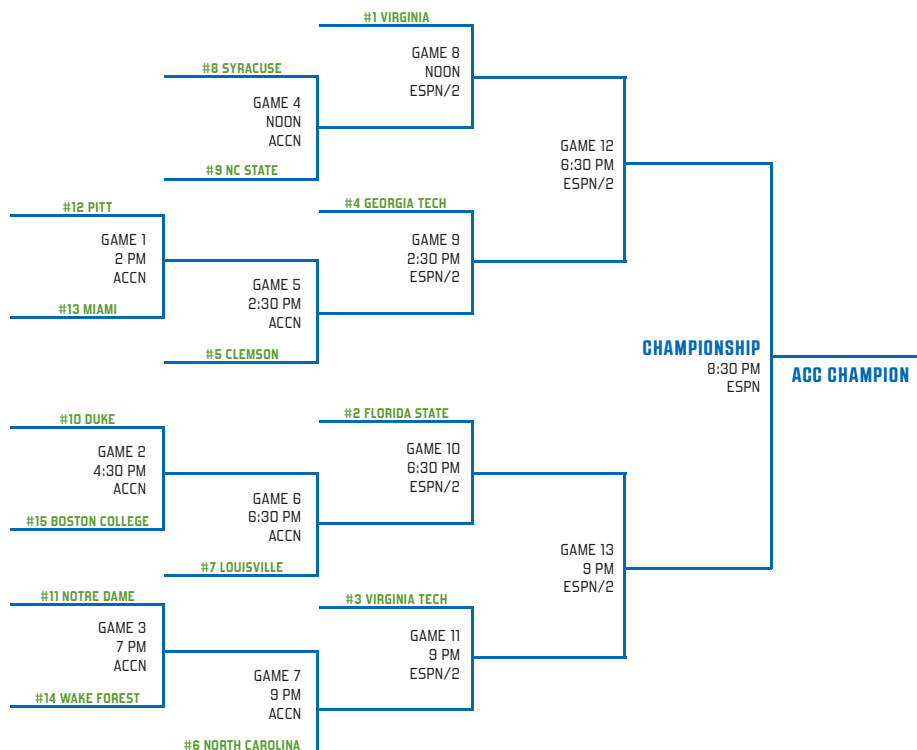 #1 VIRGINIA
GAME 8
NOON
ESPN/2
#8 SYRACUSE
GAME 4
NOON
ACCN
#9 NC STATE
GAME 12
6:30 PM
ESPN/2
#12 PITT
GAME 1
2 PM
ACCN
#13 MIAMI
#4 GEORGIA TECH
GAME 9
2:30 PM
ESPN/2
GAME 5
2:30 PM
ACCN
#5 CLEMSON
CHAMPIONSHIP
8:30 PM
ESPN
ACC CHAMPION
#10 DUKE
GAME 2
4:30 PM
ACCN
#15 BOSTON COLLEGE
#2 FLORIDA STATE
GAME 10
6:30 PM
ESPN/2
GAME 6
6:30 PM
ACCN
#7 LOUISVILLE
GAME 13
9 PM
ESPN/2
#11 NOTRE DAME
GAME 3
7 PM
ACCN
#14 WAKE FOREST
#3 VIRGINIA TECH
GAME 11
9 PM
ESPN/2
GAME 7
9 PM
ACCN
#6 NORTH CAROLINA